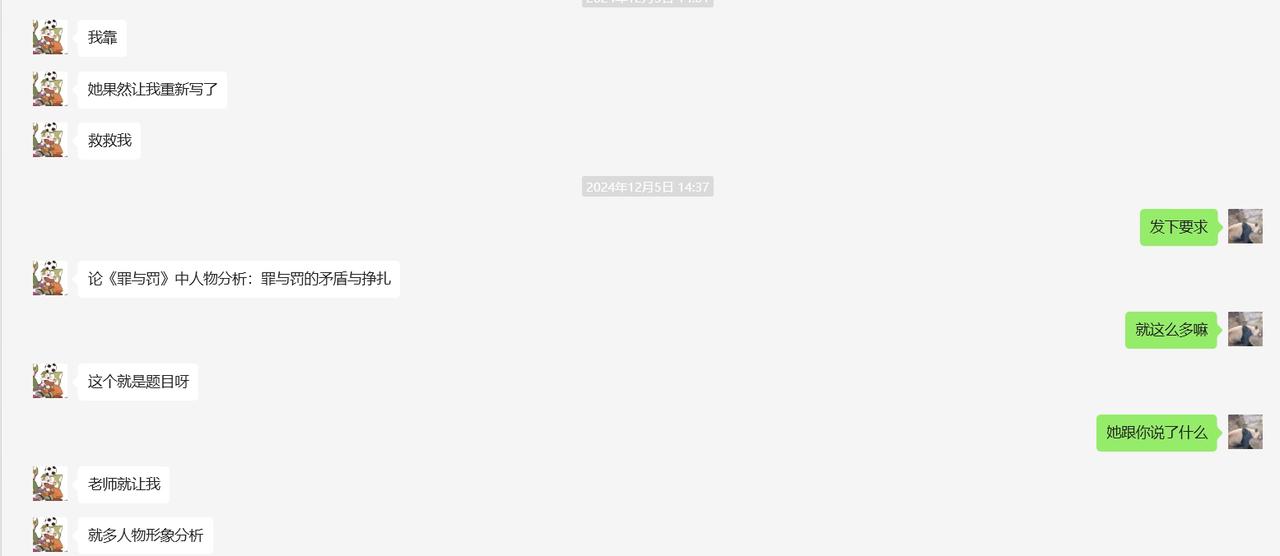 我靠
她果然让我重新写了
救救我
2024年12月5日 14:37
发下要求
论《罪与罚》中人物分析：罪与罚的矛盾与挣扎
就这么多嘛
这个就是题目呀
她跟你说了什么
老师就让我
就多人物形象分析